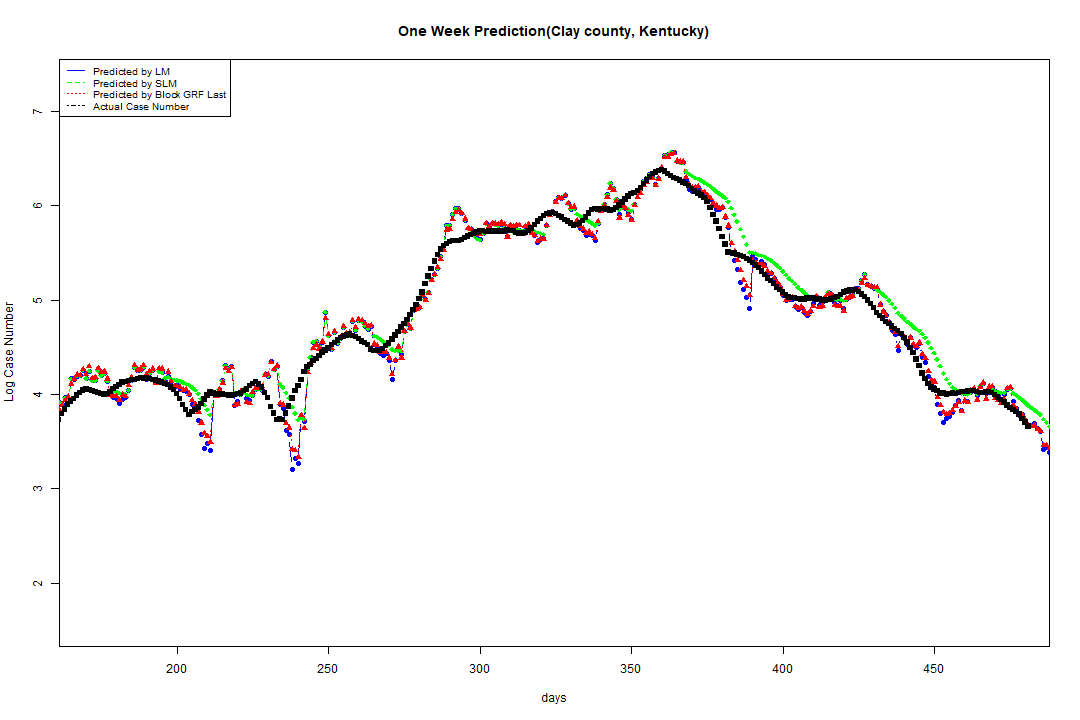 One Week Prediction(Clay county, Kentucky)
Predicted by LM
Predicted by SLM
Predicted by Block GRF Last
Actual Case Number
7
6
5
4
3
2
Log Case Number
200 250 300 350 400 450
days